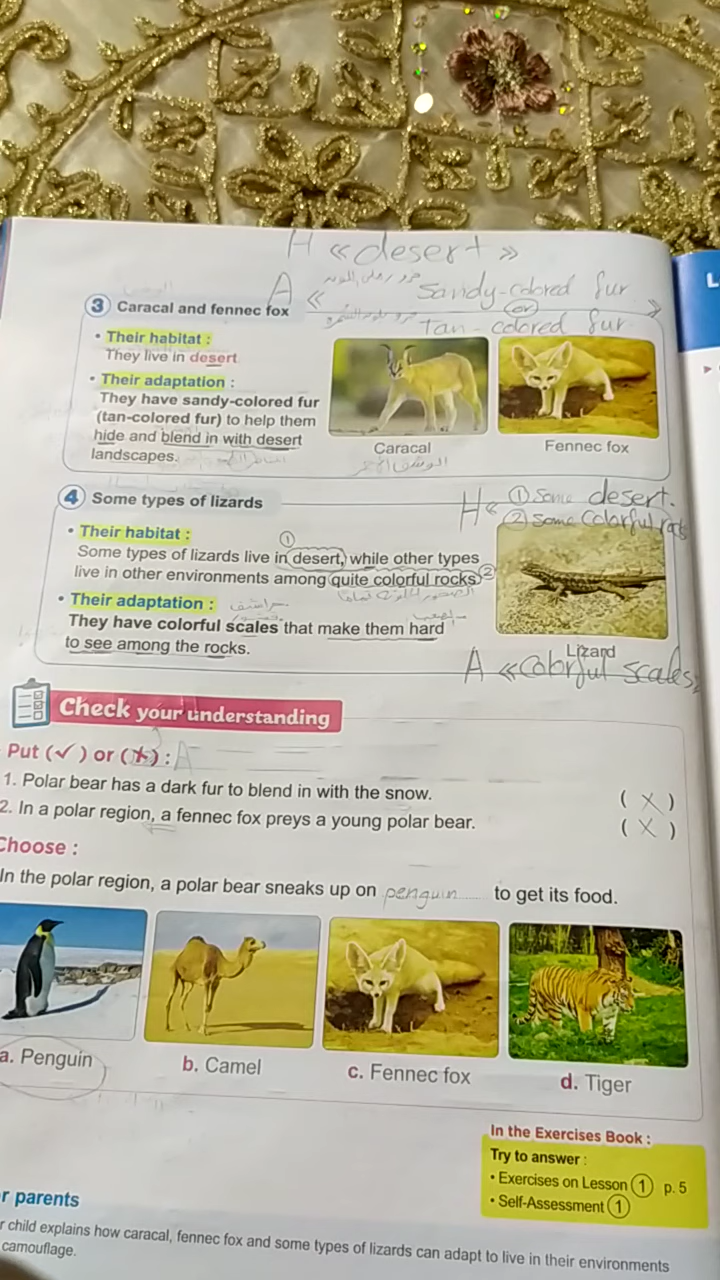 H « desert »
A « Sandy-colored fur »
(or)
Tan-colored fur
3 Caracal and fennec fox
• Their habitat :
They live in desert
• Their adaptation :
They have sandy-colored fur
(tan-colored fur) to help them
hide and blend in with desert
landscapes.
Caracal
Fennec fox
4 Some types of lizards
H « ① Some desert.
② Some colorful
• Their habitat :
①
Some types of lizards live in desert, while other types
live in other environments among quite colorful rocks. ②
• Their adaptation :
They have colorful scales that make them hard
to see among the rocks.
Lizard
A «Colorful scales
Check your understanding
Put (✓) or (✗) :
1. Polar bear has a dark fur to blend in with the snow. ( X )
2. In a polar region, a fennec fox preys a young polar bear. ( X )
Choose :
In the polar region, a polar bear sneaks up on penguin to get its food.
a. Penguin
b. Camel
c. Fennec fox
d. Tiger
In the Exercises Book :
Try to answer :
• Exercises on Lesson 1 p. 5
• Self-Assessment 1
r parents
r child explains how caracal, fennec fox and some types of lizards can adapt to live in their environments
camouflage.
L